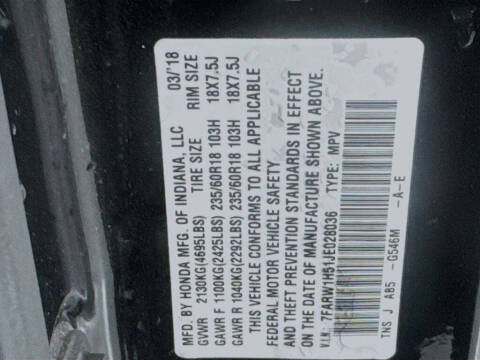 MFD. BY HONDA MFG. OF INDIANA, LLC 03/'18
GVWR 2130KG(4695LBS) TIRE SIZE RIM SIZE
GAWR F 1100KG(2425LBS) 235/60R18 103H 18X7.5J
GAWR R 1040KG(2292LBS) 235/60R18 103H 18X7.5J
THIS VEHICLE CONFORMS TO ALL APPLICABLE
FEDERAL MOTOR VEHICLE SAFETY
AND THEFT PREVENTION STANDARDS IN EFFECT
ON THE DATE OF MANUFACTURE SHOWN ABOVE.
V.I.N.: 7FARW1H51JE028036 TYPE: MPV
TNS J A85 -G546M -A-E